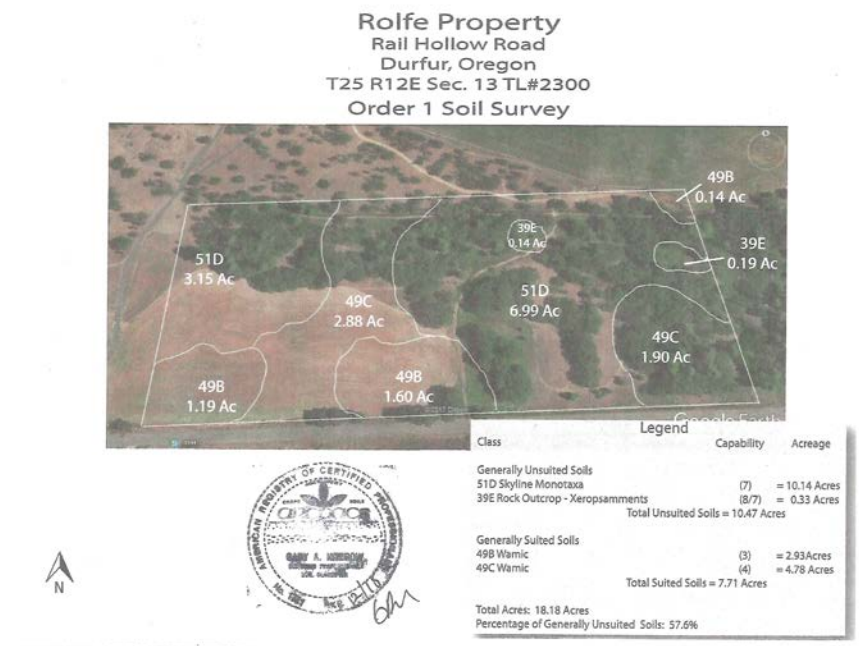 Rolfe Property
Rail Hollow Road
Durfur, Oregon
T25 R12E Sec. 13 TL#2300
Order 1 Soil Survey
49B
0.14 Ac
39E
0.14 Ac
39E
0.19 Ac
51D
3.15 Ac
51D
6.99 Ac
49C
2.88 Ac
49C
1.90 Ac
49B
1.19 Ac
49B
1.60 Ac
Google Earth
Legend
Class Capability Acreage
Generally Unsuited Soils
51D Skyline Monotaxa (7) = 10.14 Acres
39E Rock Outcrop - Xeropsamments (8/7) = 0.33 Acres
Total Unsuited Soils = 10.47 Acres
Generally Suited Soils
49B Wamic (3) = 2.93Acres
49C Wamic (4) = 4.78 Acres
Total Suited Soils = 7.71 Acres
Total Acres: 18.18 Acres
Percentage of Generally Unsuited Soils: 57.6%
AMERICAN REGISTRY OF CERTIFIED PROFESSIONALS
GARY A.
N